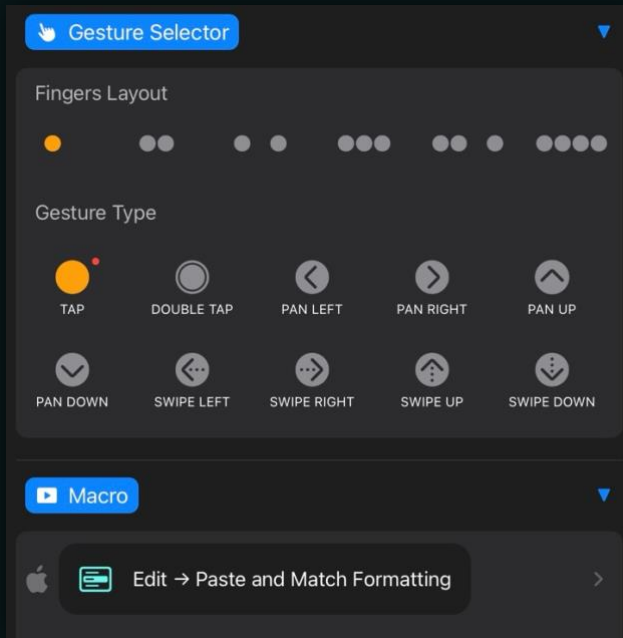 Gesture Selector
Fingers Layout
Gesture Type
TAP
DOUBLE TAP
PAN LEFT
PAN RIGHT
PAN UP
PAN DOWN
SWIPE LEFT
SWIPE RIGHT
SWIPE UP
SWIPE DOWN
Macro
Edit → Paste and Match Formatting